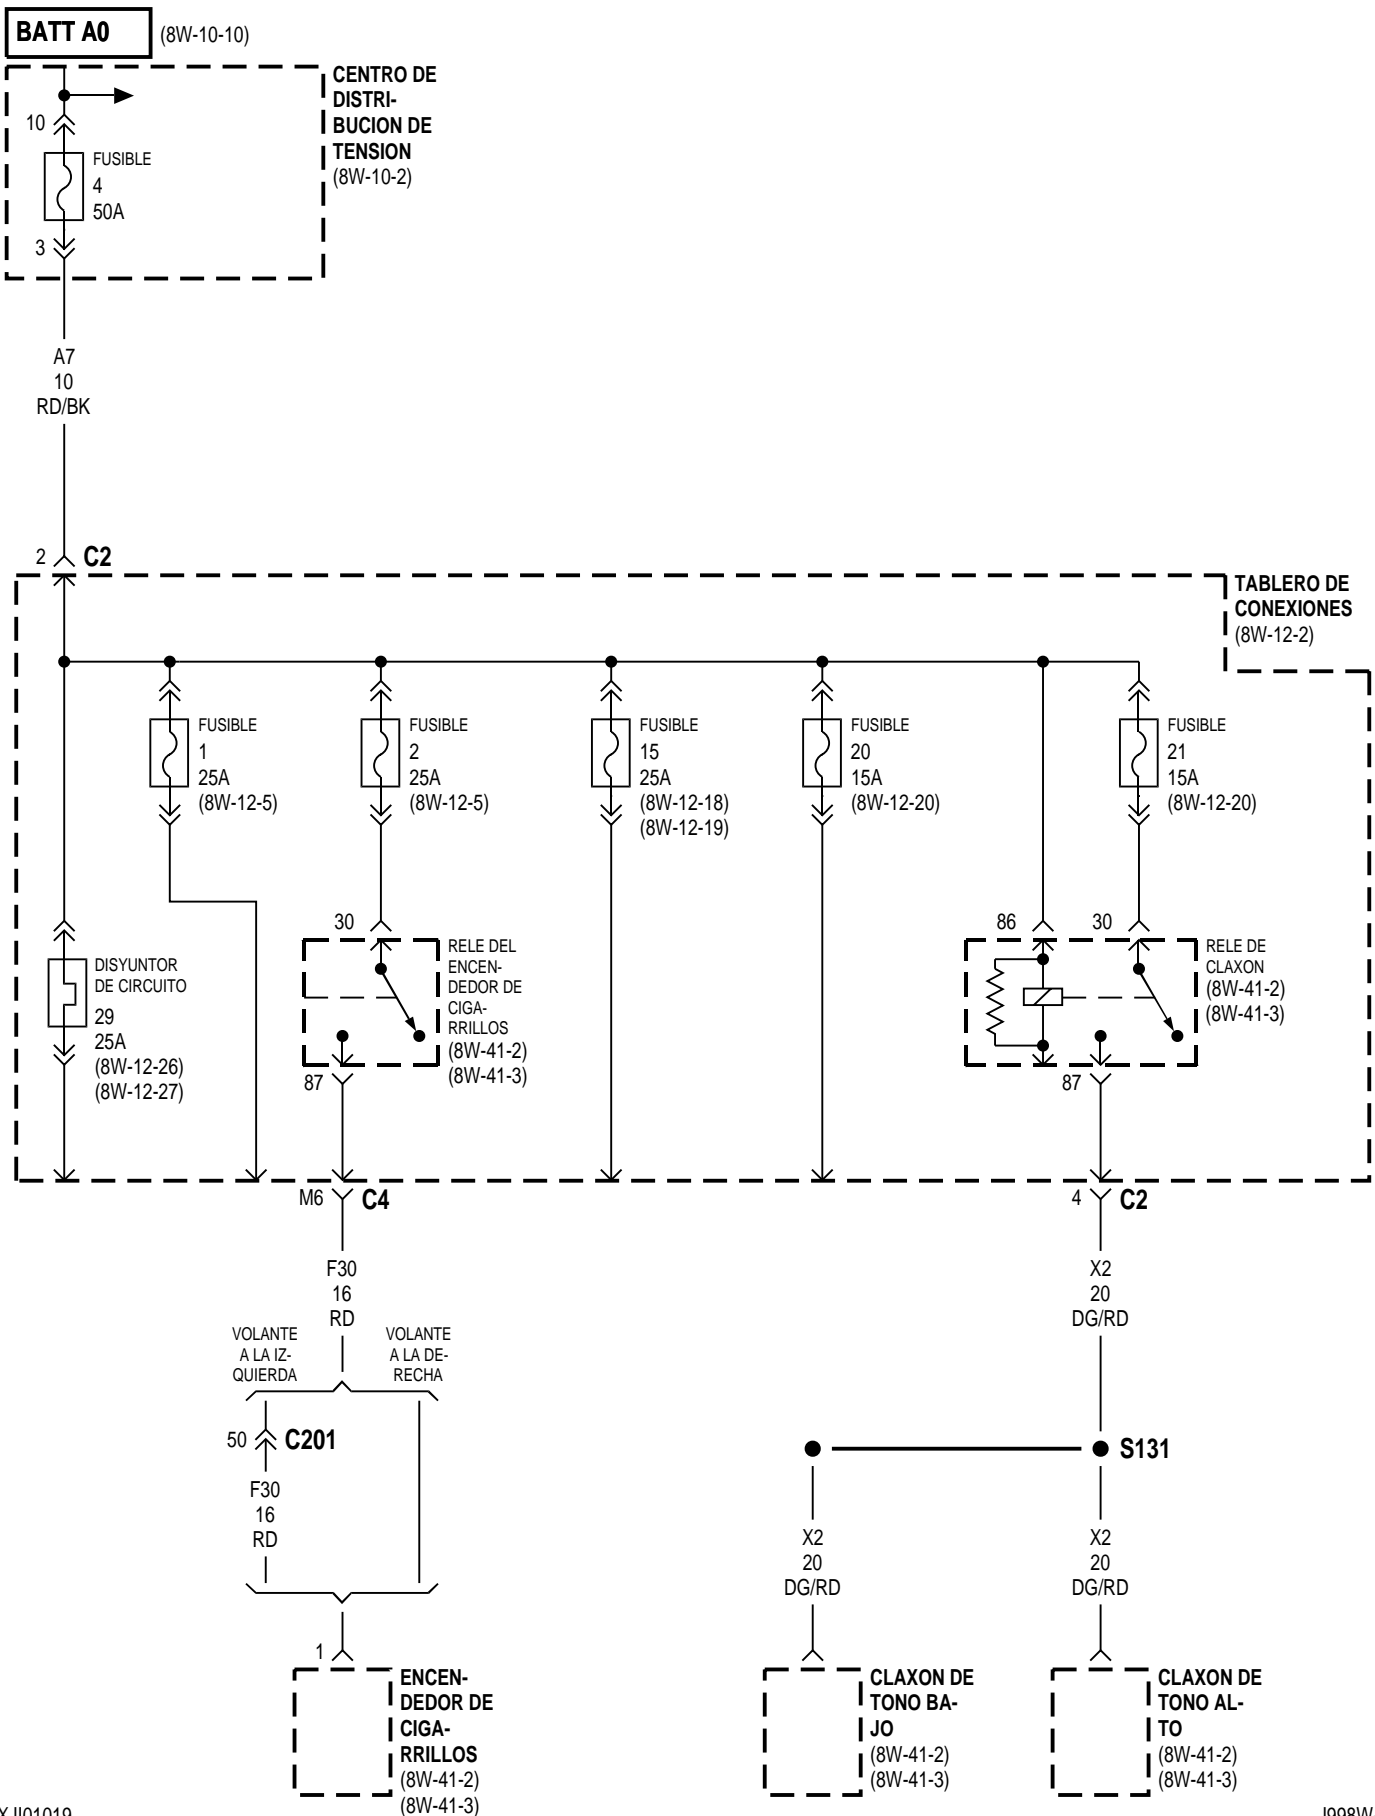 BATT A0
(8W-10-10)
CENTRO DE
DISTRI-
BUCION DE
TENSION
(8W-10-2)
10
FUSIBLE
4
50A
3
A7
10
RD/BK
2
C2
TABLERO DE
CONEXIONES
(8W-12-2)
FUSIBLE
1
25A
(8W-12-5)
FUSIBLE
2
25A
(8W-12-5)
FUSIBLE
15
25A
(8W-12-18)
(8W-12-19)
FUSIBLE
20
15A
(8W-12-20)
FUSIBLE
21
15A
(8W-12-20)
DISYUNTOR
DE CIRCUITO
29
25A
(8W-12-26)
(8W-12-27)
30
RELE DEL
ENCEN-
DEDOR DE
CIGA-
RRILLOS
(8W-41-2)
(8W-41-3)
87
86
30
RELE DE
CLAXON
(8W-41-2)
(8W-41-3)
87
M6
C4
4
C2
F30
16
RD
X2
20
DG/RD
VOLANTE
A LA IZ-
QUIERDA
VOLANTE
A LA DE-
RECHA
50
C201
S131
F30
16
RD
X2
20
DG/RD
X2
20
DG/RD
1
ENCEN-
DEDOR DE
CIGA-
RRILLOS
(8W-41-2)
(8W-41-3)
CLAXON DE
TONO BA-
JO
(8W-41-2)
(8W-41-3)
CLAXON DE
TONO AL-
TO
(8W-41-2)
(8W-41-3)